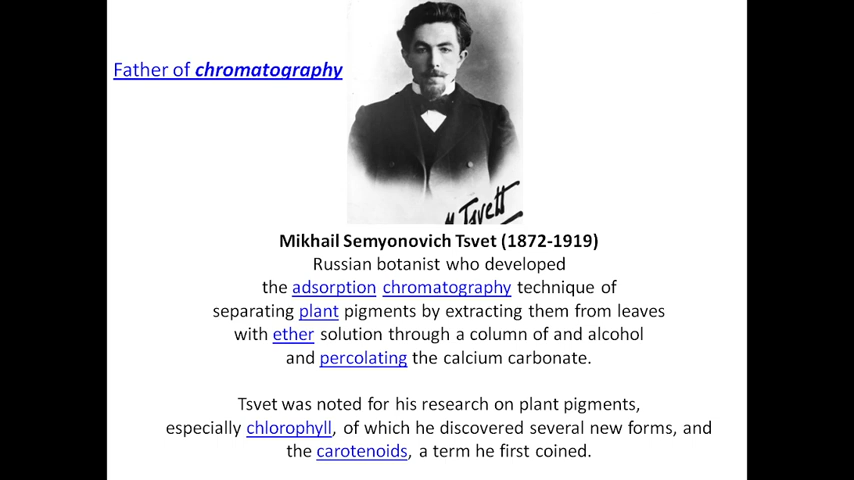 Father of chromatography
M. Tsvett
Mikhail Semyonovich Tsvet (1872-1919)
Russian botanist who developed
the adsorption chromatography technique of
separating plant pigments by extracting them from leaves
with ether solution through a column of and alcohol
and percolating the calcium carbonate.
Tsvet was noted for his research on plant pigments,
especially chlorophyll, of which he discovered several new forms, and
the carotenoids, a term he first coined.